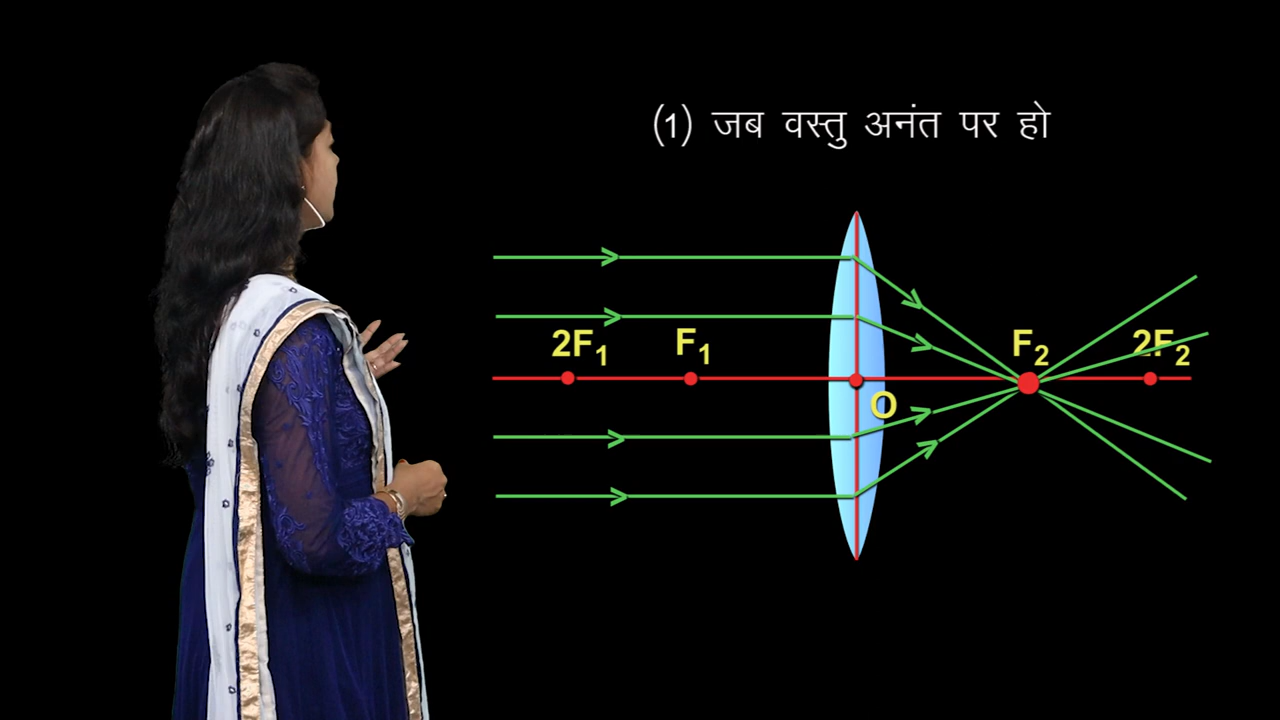 (1) जब वस्तु अनंत पर हो
2F₁ F₁ F₂ 2F₂
O